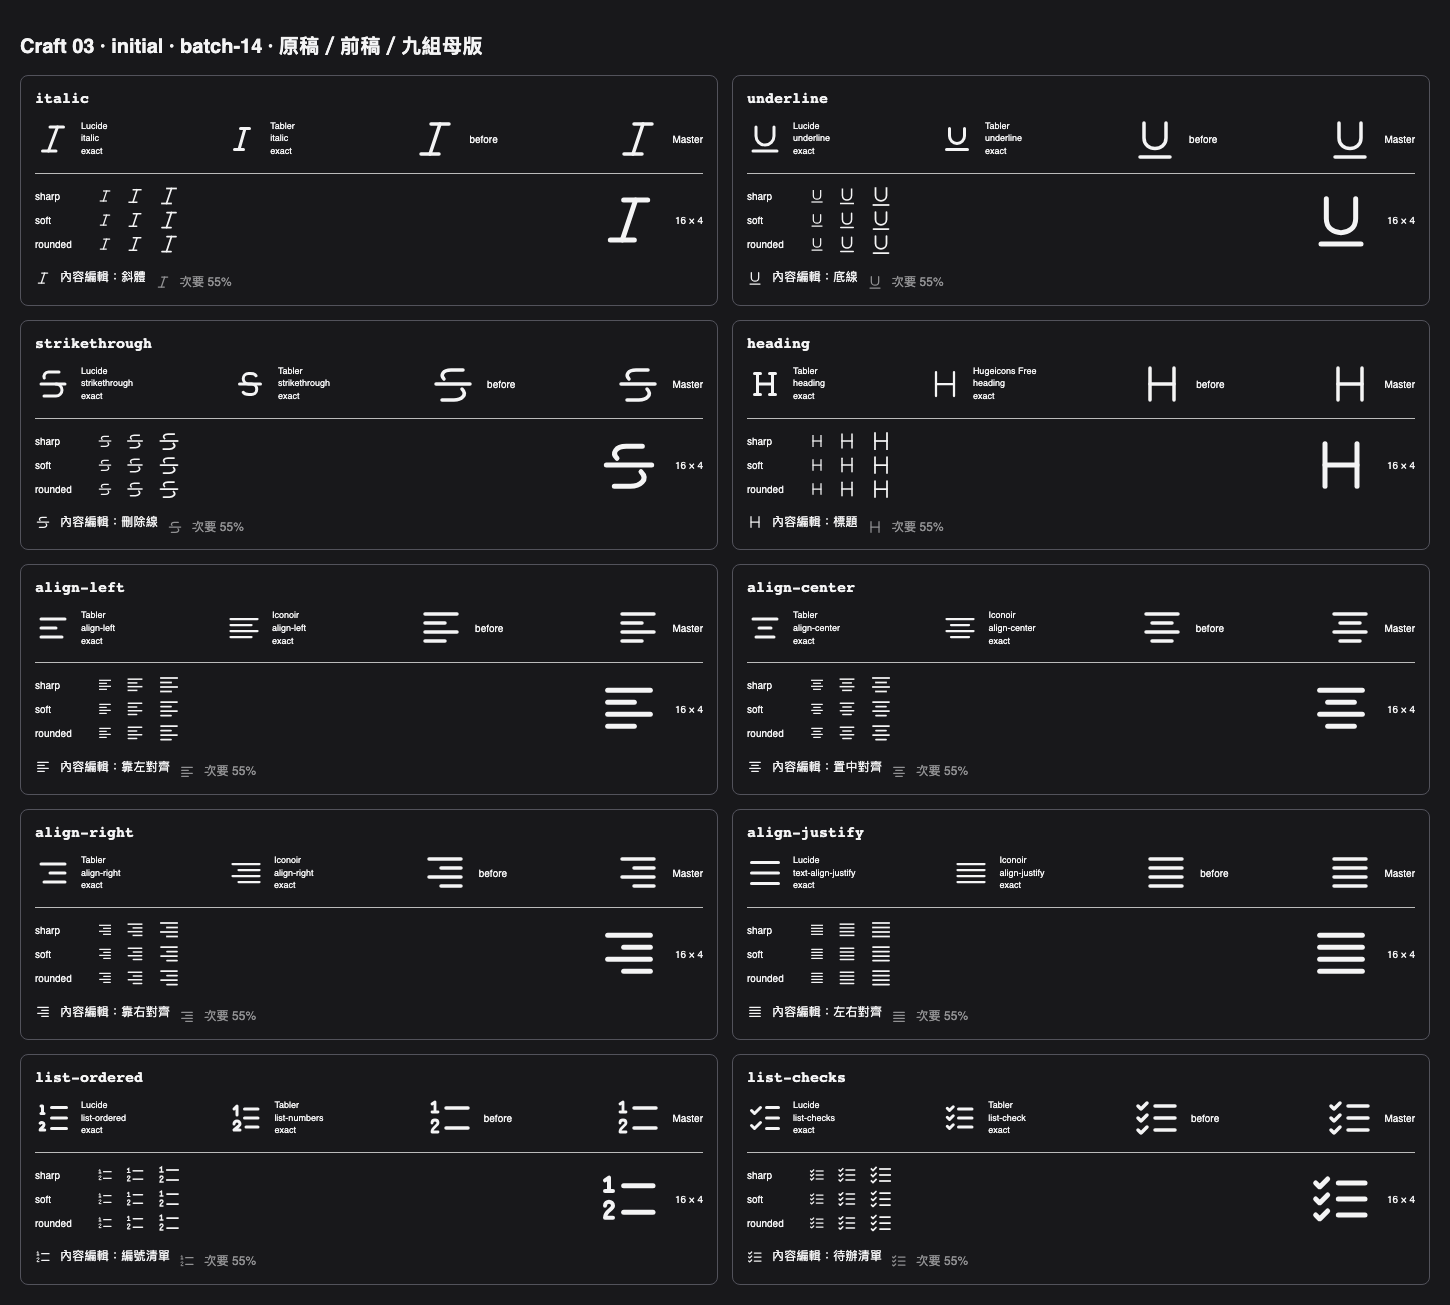 Craft 03 · initial · batch-14 · 原稿 / 前稿 / 九組母版
italic
Lucide
italic
exact
Tabler
italic
exact
before
Master
sharp
soft
rounded
16 × 4
內容編輯：斜體
次要 55%
underline
Lucide
underline
exact
Tabler
underline
exact
before
Master
sharp
soft
rounded
16 × 4
內容編輯：底線
次要 55%
strikethrough
Lucide
strikethrough
exact
Tabler
strikethrough
exact
before
Master
sharp
soft
rounded
16 × 4
內容編輯：刪除線
次要 55%
heading
Tabler
heading
exact
Hugeicons Free
heading
exact
before
Master
sharp
soft
rounded
16 × 4
內容編輯：標題
次要 55%
align-left
Tabler
align-left
exact
Iconoir
align-left
exact
before
Master
sharp
soft
rounded
16 × 4
內容編輯：靠左對齊
次要 55%
align-center
Tabler
align-center
exact
Iconoir
align-center
exact
before
Master
sharp
soft
rounded
16 × 4
內容編輯：置中對齊
次要 55%
align-right
Tabler
align-right
exact
Iconoir
align-right
exact
before
Master
sharp
soft
rounded
16 × 4
內容編輯：靠右對齊
次要 55%
align-justify
Lucide
text-align-justify
exact
Iconoir
align-justify
exact
before
Master
sharp
soft
rounded
16 × 4
內容編輯：左右對齊
次要 55%
list-ordered
Lucide
list-ordered
exact
Tabler
list-numbers
exact
before
Master
sharp
soft
rounded
16 × 4
內容編輯：編號清單
次要 55%
list-checks
Lucide
list-checks
exact
Tabler
list-check
exact
before
Master
sharp
soft
rounded
16 × 4
內容編輯：待辦清單
次要 55%